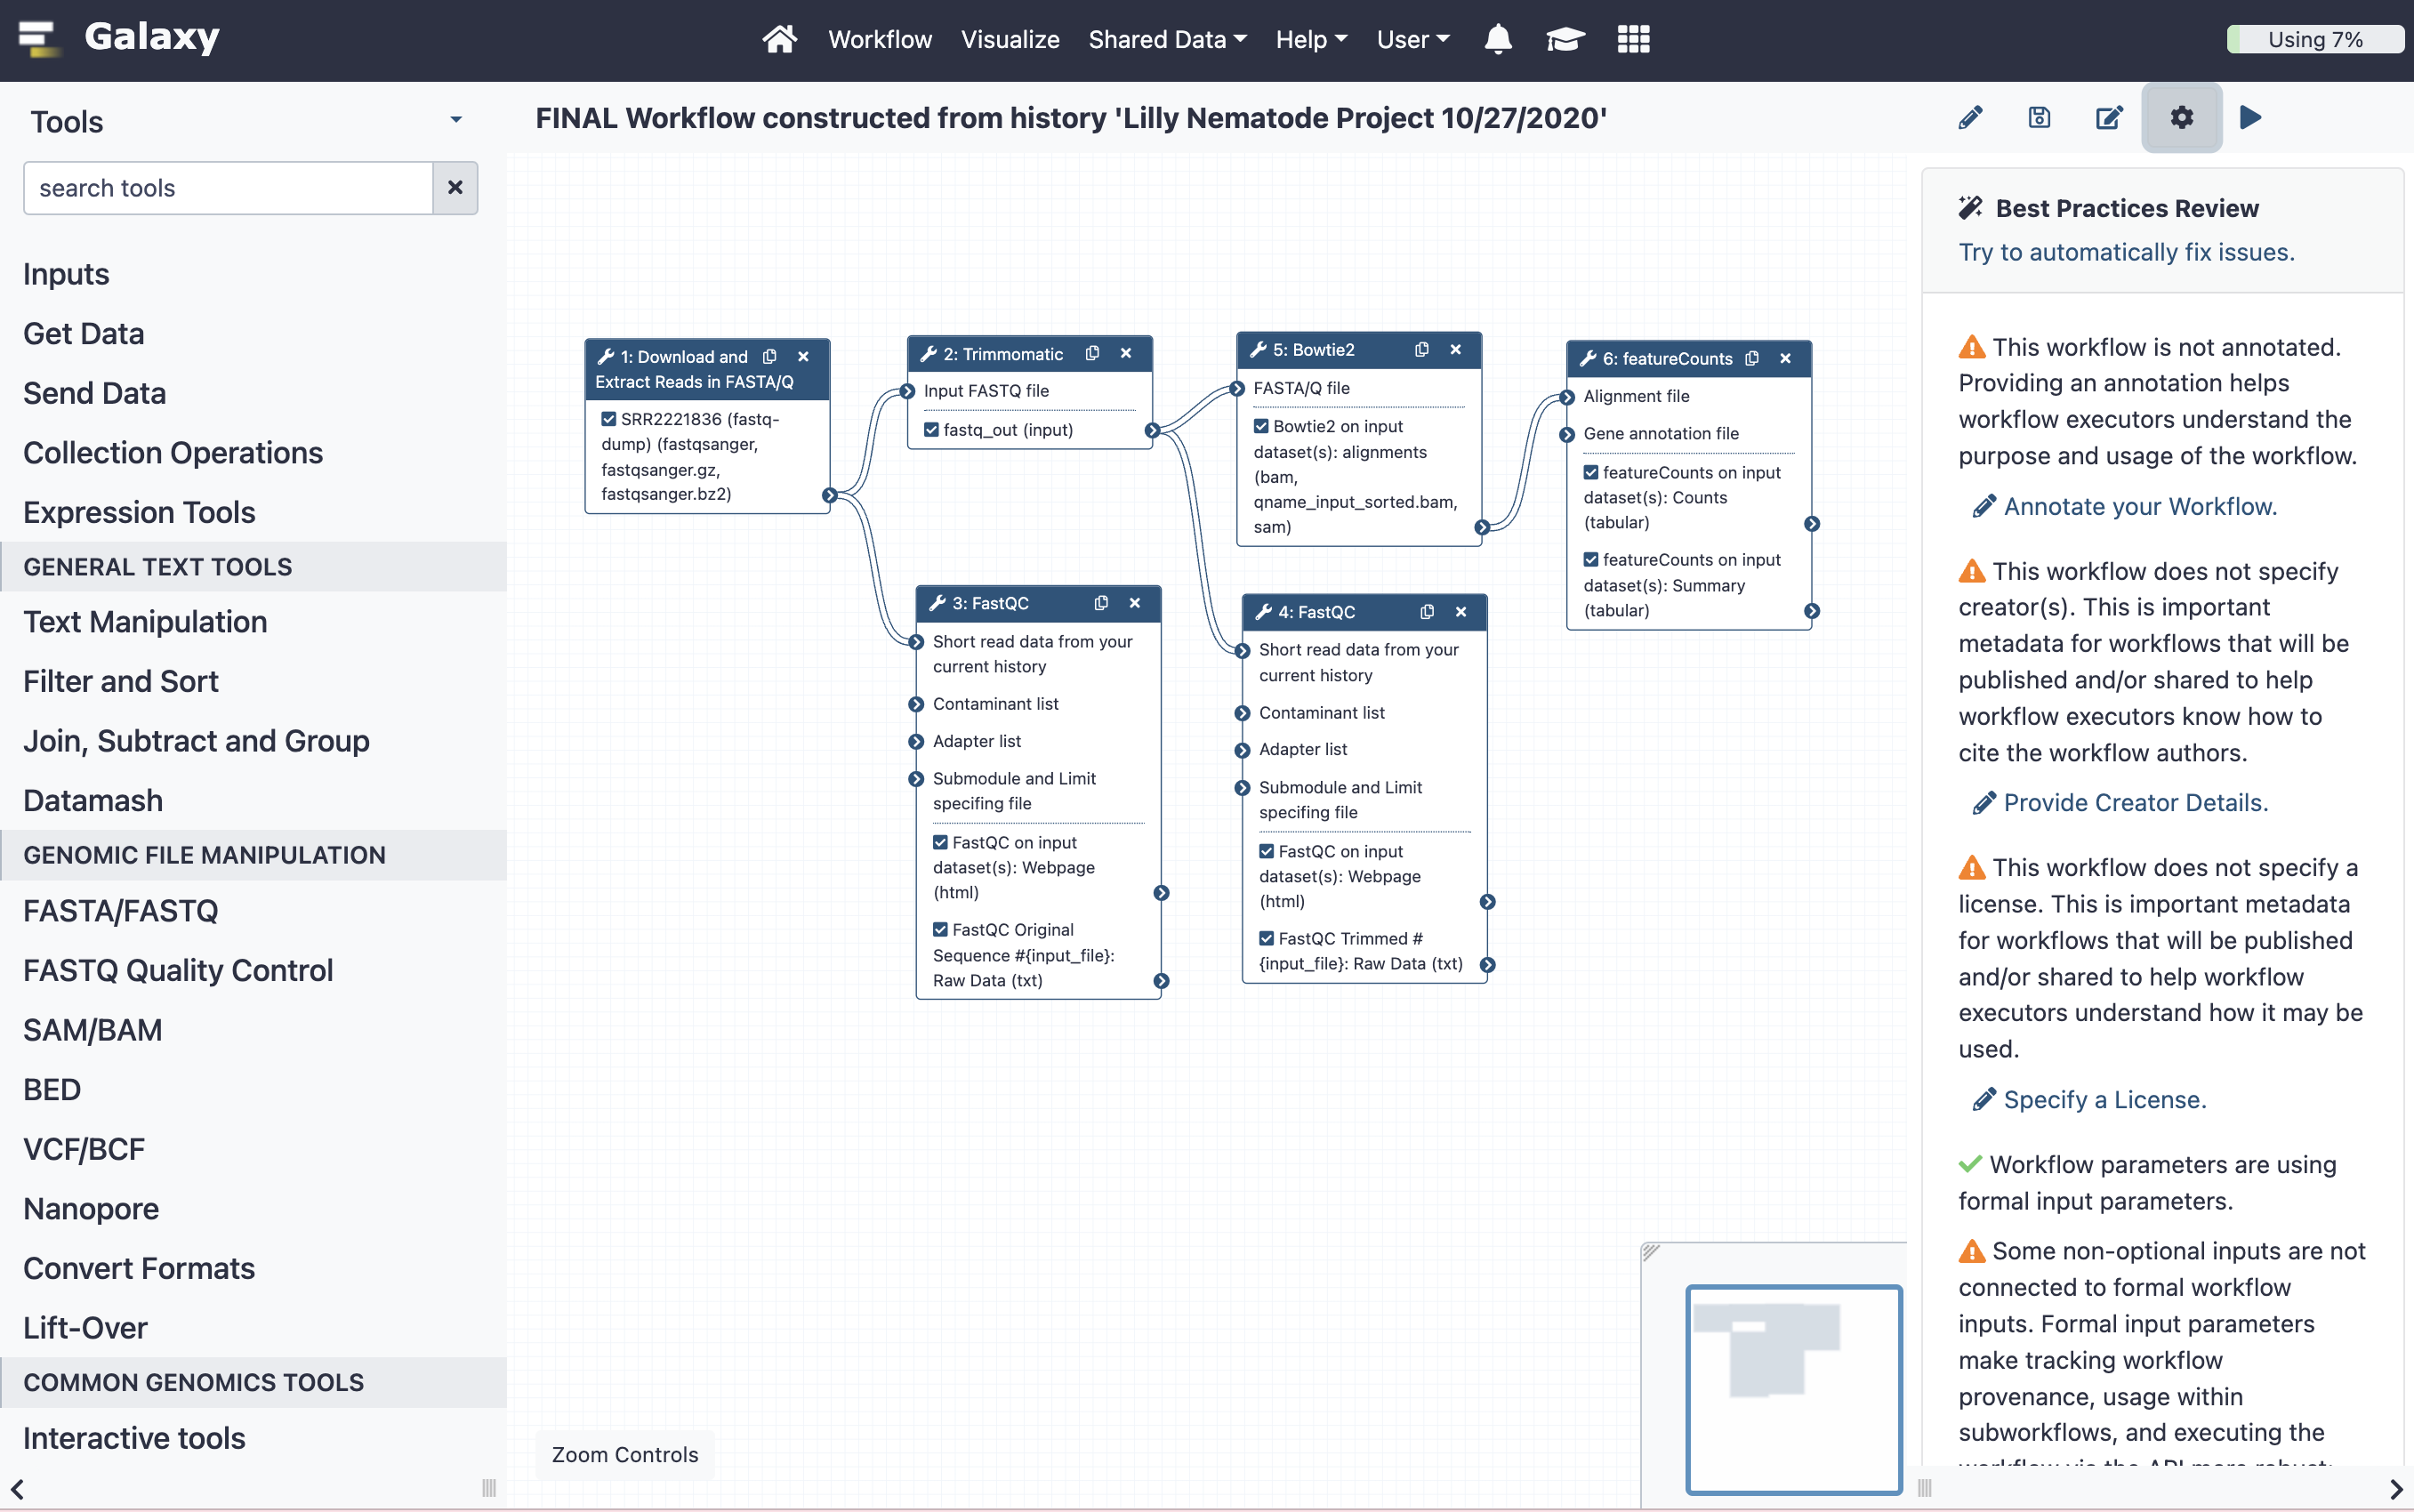 Galaxy
Workflow
Visualize
Shared Data
Help
User
Using 7%
Tools
search tools
Inputs
Get Data
Send Data
Collection Operations
Expression Tools
GENERAL TEXT TOOLS
Text Manipulation
Filter and Sort
Join, Subtract and Group
Datamash
GENOMIC FILE MANIPULATION
FASTA/FASTQ
FASTQ Quality Control
SAM/BAM
BED
VCF/BCF
Nanopore
Convert Formats
Lift-Over
COMMON GENOMICS TOOLS
Interactive tools
FINAL Workflow constructed from history 'Lilly Nematode Project 10/27/2020'
1: Download and
Extract Reads in FASTA/Q
SRR2221836 (fastq-
dump) (fastqsanger,
fastqsanger.gz,
fastqsanger.bz2)
2: Trimmomatic
Input FASTQ file
fastq_out (input)
5: Bowtie2
FASTA/Q file
Bowtie2 on input
dataset(s): alignments
(bam,
qname_input_sorted.bam,
sam)
6: featureCounts
Alignment file
Gene annotation file
featureCounts on input
dataset(s): Counts
(tabular)
featureCounts on input
dataset(s): Summary
(tabular)
3: FastQC
Short read data from your
current history
Contaminant list
Adapter list
Submodule and Limit
specifing file
FastQC on input
dataset(s): Webpage
(html)
FastQC Original
Sequence #{input_file}:
Raw Data (txt)
4: FastQC
Short read data from your
current history
Contaminant list
Adapter list
Submodule and Limit
specifing file
FastQC on input
dataset(s): Webpage
(html)
FastQC Trimmed #
{input_file}: Raw Data (txt)
Zoom Controls
Best Practices Review
Try to automatically fix issues.
This workflow is not annotated.
Providing an annotation helps
workflow executors understand the
purpose and usage of the workflow.
Annotate your Workflow.
This workflow does not specify
creator(s). This is important
metadata for workflows that will be
published and/or shared to help
workflow executors know how to
cite the workflow authors.
Provide Creator Details.
This workflow does not specify a
license. This is important metadata
for workflows that will be published
and/or shared to help workflow
executors understand how it may be
used.
Specify a License.
Workflow parameters are using
formal input parameters.
Some non-optional inputs are not
connected to formal workflow
inputs. Formal input parameters
make tracking workflow
provenance, usage within
subworkflows, and executing the
workflow via the API more robust: